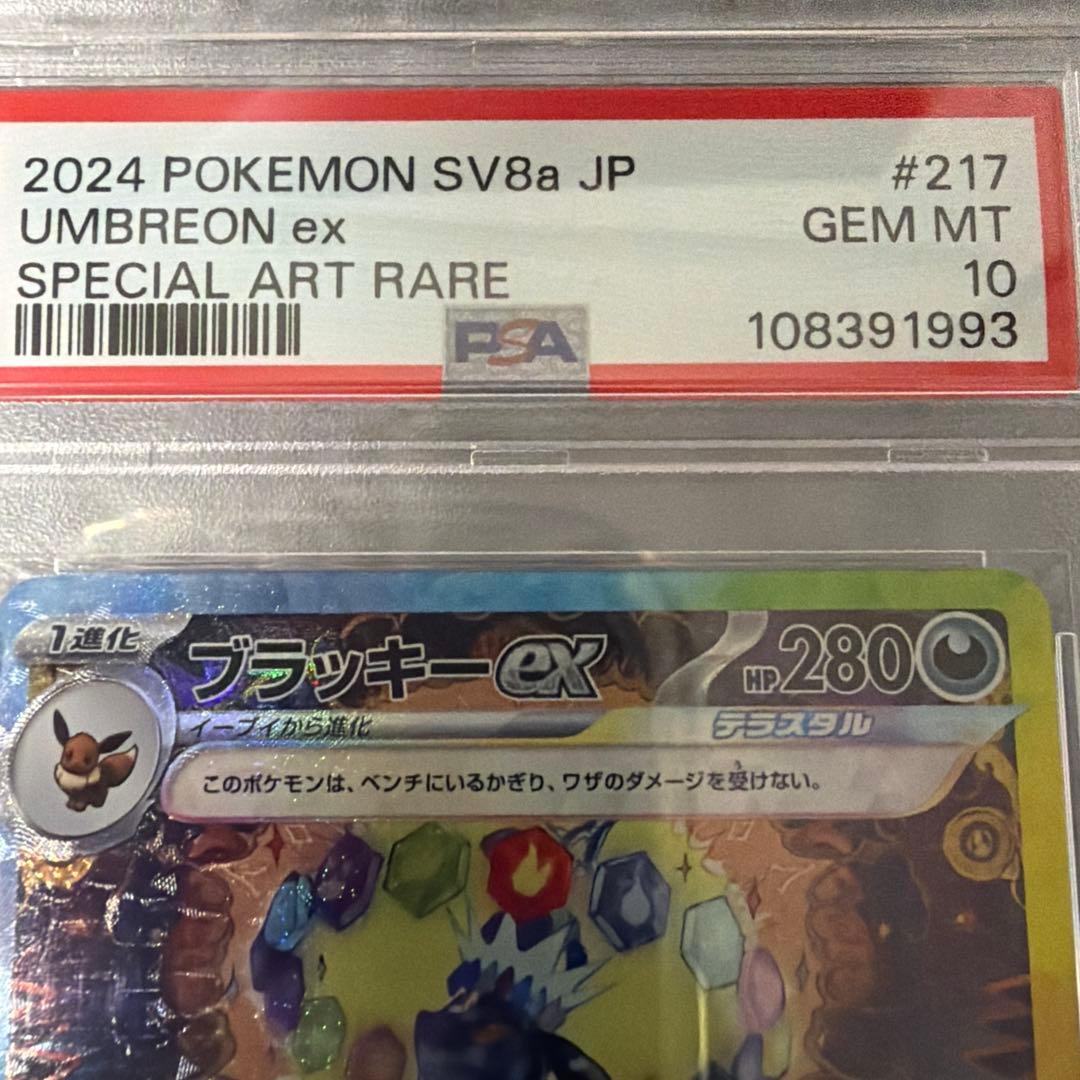 2024 POKEMON SV8a JP #217
UMBREON ex GEM MT
SPECIAL ART RARE 10
PSA 108391993
1進化 ブラッキーex HP280
イーブイから進化 テラスタル
このポケモンは、ベンチにいるかぎり、ワザのダメージを受けない。